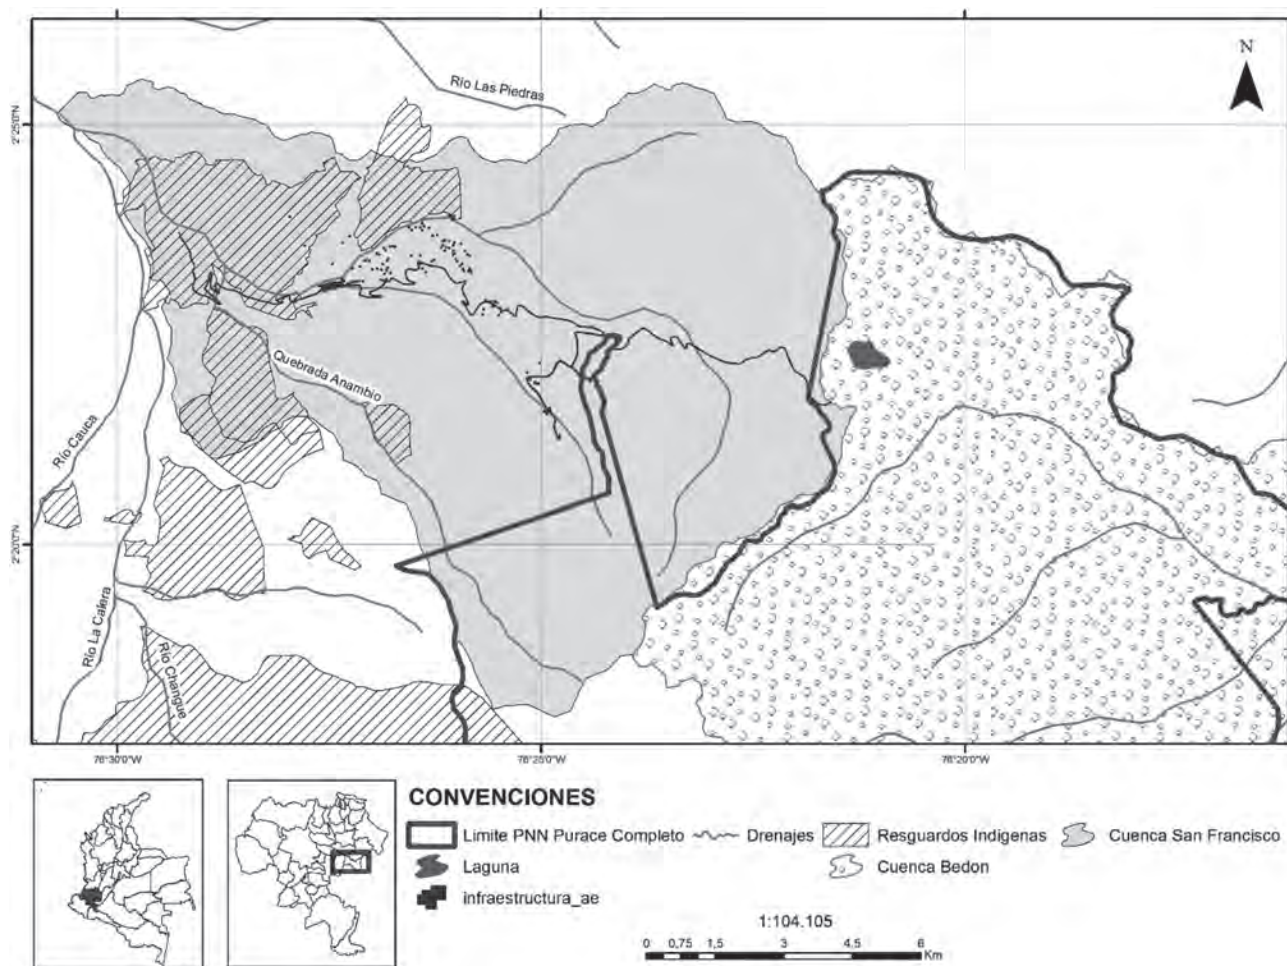 N
Río Las Piedras
2°25'0"N
Quebrada Anambio
Río Cauca
2°20'0"N
Río La Calera
Río Changue
76°30'0"W
76°25'0"W
76°20'0"W
CONVENCIONES
Limite PNN Purace Completo
Drenajes
Resguardos Indigenas
Cuenca San Francisco
Laguna
Cuenca Bedon
infraestructura_ae
1:104.105
0 0,75 1,5 3 4,5 6
Km